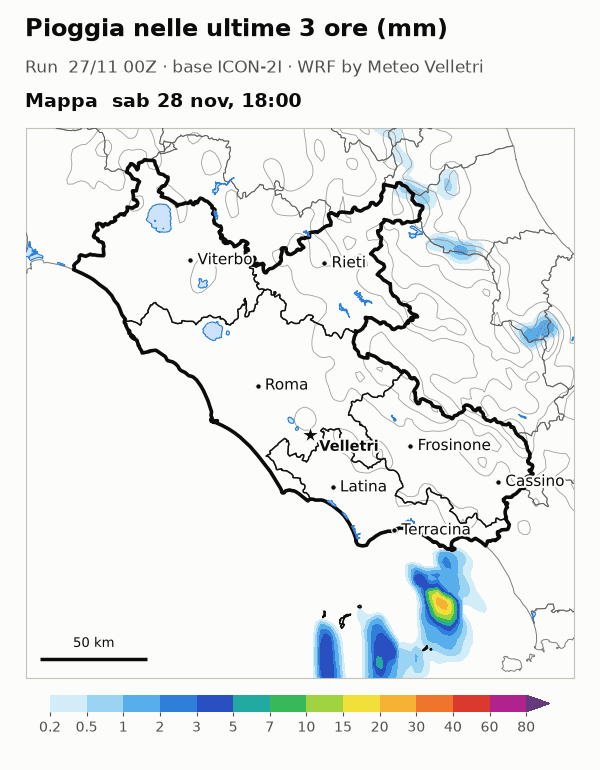 Pioggia nelle ultime 3 ore (mm)
Run  27/11 00Z · base ICON-2I · WRF by Meteo Velletri
Mappa  sab 28 nov, 18:00
Viterbo
Rieti
Roma
Velletri
Frosinone
Latina
Cassino
Terracina
50 km
0.2 0.5 1 2 3 5 7 10 15 20 30 40 60 80